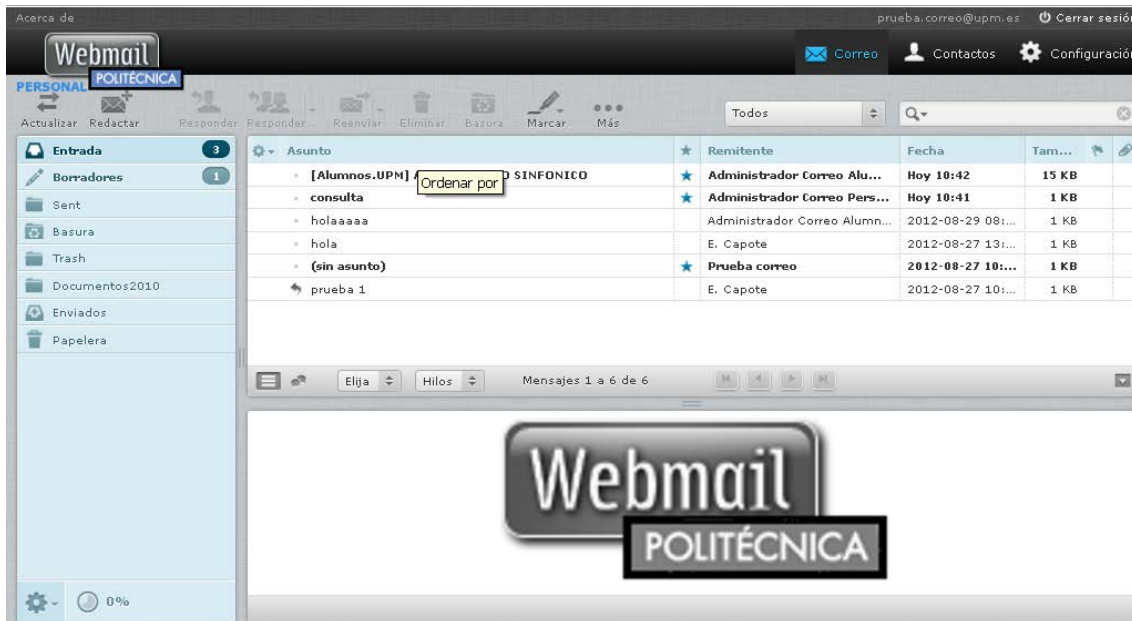 Acerca de prueba.correo@upm.es Cerrar sesión
Webmail
POLITÉCNICA
PERSONAL
Correo Contactos Configuración
Actualizar Redactar Responder Responder... Reenviar Eliminar Basura Marcar Más
Todos
Entrada 3
Borradores 1
Sent
Basura
Trash
Documentos2010
Enviados
Papelera
Asunto Remitente Fecha Tam...
[Alumnos.UPM] SINFONICO Administrador Correo Alu... Hoy 10:42 15 KB
Ordenar por
consulta Administrador Correo Pers... Hoy 10:41 1 KB
holaaaaa Administrador Correo Alumn... 2012-08-29 08:... 1 KB
hola E. Capote 2012-08-27 13:... 1 KB
(sin asunto) Prueba correo 2012-08-27 10:... 1 KB
prueba 1 E. Capote 2012-08-27 10:... 1 KB
Elija Hilos Mensajes 1 a 6 de 6
Webmail
POLITÉCNICA
0%